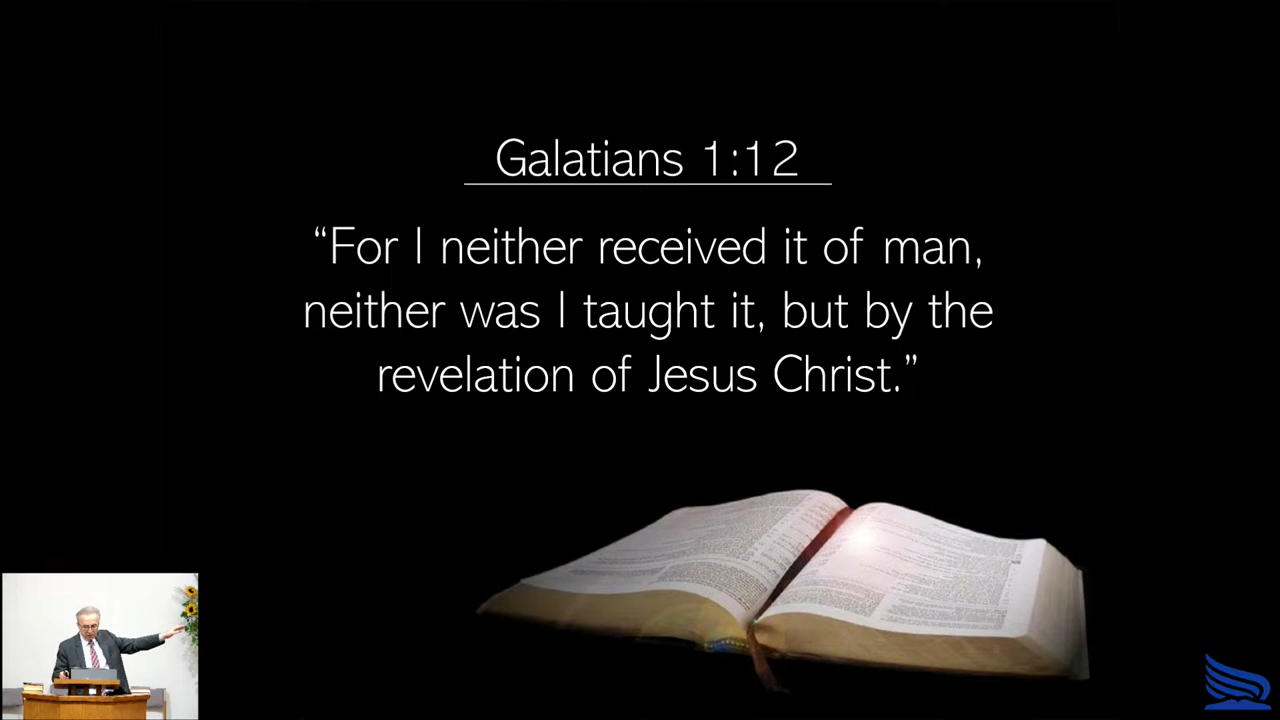 Galatians 1:12
“For I neither received it of man,
neither was I taught it, but by the
revelation of Jesus Christ.”